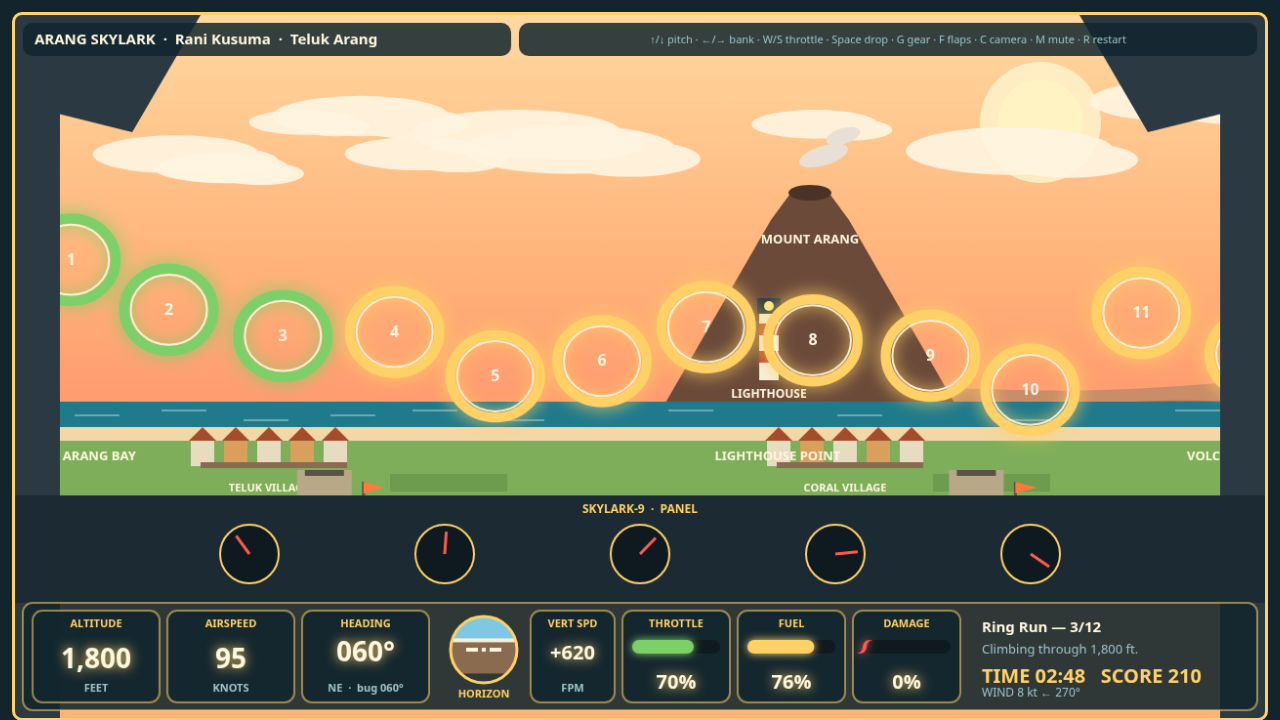 ARANG SKYLARK · Rani Kusuma · Teluk Arang
↑/↓ pitch · ←/→ bank · W/S throttle · Space drop · G gear · F flaps · C camera · M mute · R restart
MOUNT ARANG
1
2
3
4
5
6
7
8
9
10
11
LIGHTHOUSE
ARANG BAY
LIGHTHOUSE POINT
VOLC
TELUK VILLAG
CORAL VILLAGE
SKYLARK-9 · PANEL
ALTITUDE
1,800
FEET
AIRSPEED
95
KNOTS
HEADING
060°
NE · bug 060°
HORIZON
VERT SPD
+620
FPM
THROTTLE
70%
FUEL
76%
DAMAGE
0%
Ring Run — 3/12
Climbing through 1,800 ft.
TIME 02:48 SCORE 210
WIND 8 kt ← 270°